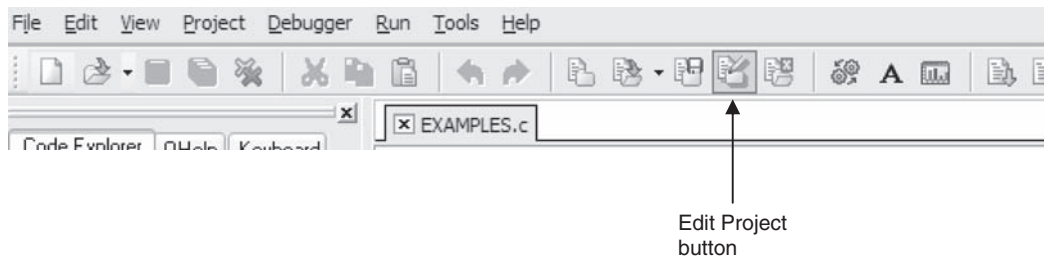 File Edit View Project Debugger Run Tools Help
A
EXAMPLES.c
Code Explorer QHelp Keyboard
Edit Project
button